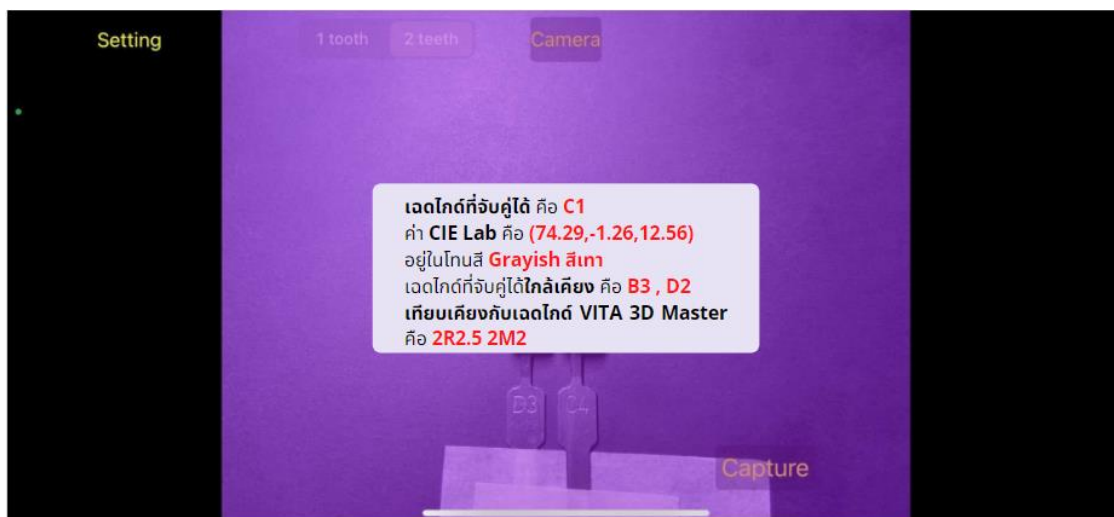 Setting
1 tooth 2 teeth
Camera
เฉดไกด์ที่จับคู่ได้ คือ C1
ค่า CIE Lab คือ (74.29,-1.26,12.56)
อยู่ในโทนสี Grayish สีเทา
เฉดไกด์ที่จับคู่ได้ใกล้เคียง คือ B3 , D2
เทียบเคียงกับเฉดไกด์ VITA 3D Master
คือ 2R2.5 2M2
D3 C4
Capture